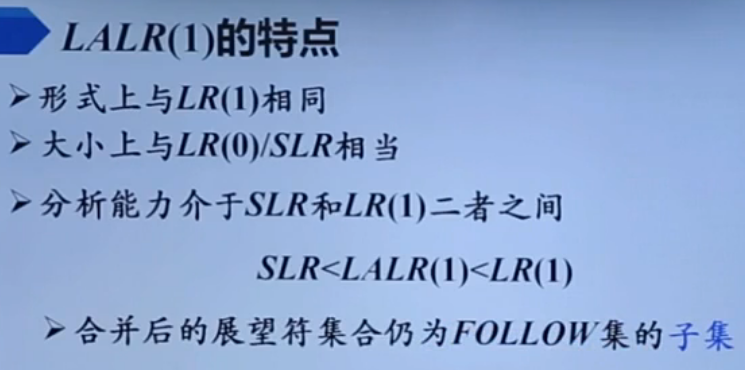 LALR(1)的特点
形式上与LR(1)相同
大小上与LR(0)/SLR相当
分析能力介于SLR和LR(1)二者之间
SLR<LALR(1)<LR(1)
合并后的展望符集合仍为FOLLOW集的子集